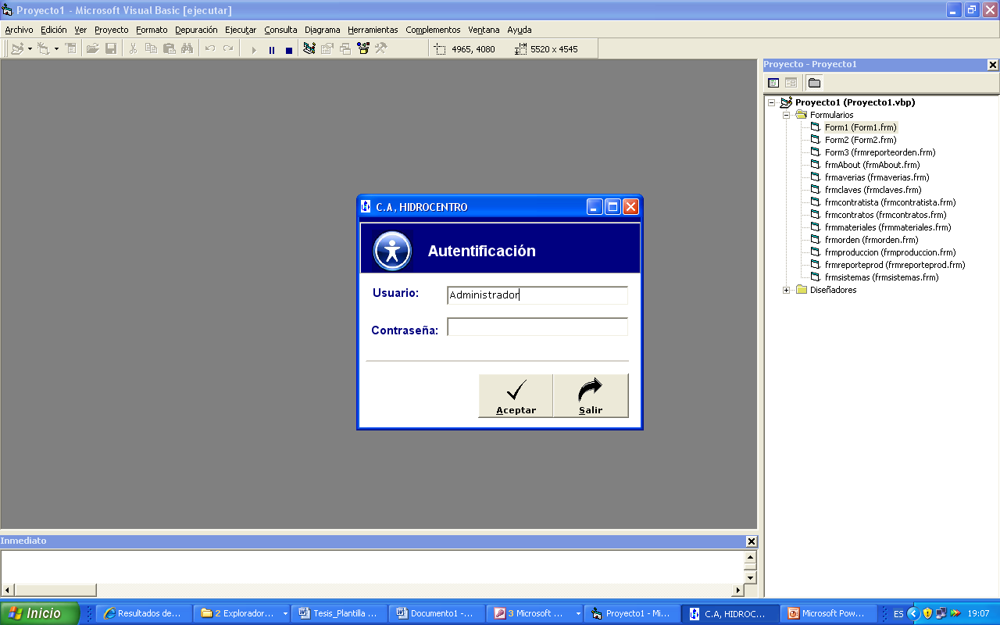 Proyecto1 - Microsoft Visual Basic [ejecutar]
Archivo Edición Ver Proyecto Formato Depuración Ejecutar Consulta Diagrama Herramientas Complementos Ventana Ayuda
4965, 4080 5520 x 4545
Proyecto - Proyecto1
Proyecto1 (Proyecto1.vbp)
Formularios
Form1 (Form1.frm)
Form2 (Form2.frm)
Form3 (frmreporteorden.frm)
frmAbout (frmAbout.frm)
frmaverias (frmaverias.frm)
frmclaves (frmclaves.frm)
frmcontratista (frmcontratista.frm)
frmcontratos (frmcontratos.frm)
frmmateriales (frmmateriales.frm)
frmorden (frmorden.frm)
frmproduccion (frmproduccion.frm)
frmreporteprod (frmreporteprod.frm)
frmsistemas (frmsistemas.frm)
Diseñadores
C.A, HIDROCENTRO
Autentificación
Usuario: Administrador
Contraseña:
Aceptar Salir
Inmediato
Inicio Resultados de... 2 Explorador... Tesis_Plantilla ... Documento1 -... 3 Microsoft ... Proyecto1 - Mi... C.A, HIDROC... Microsoft Pow... ES 19:07